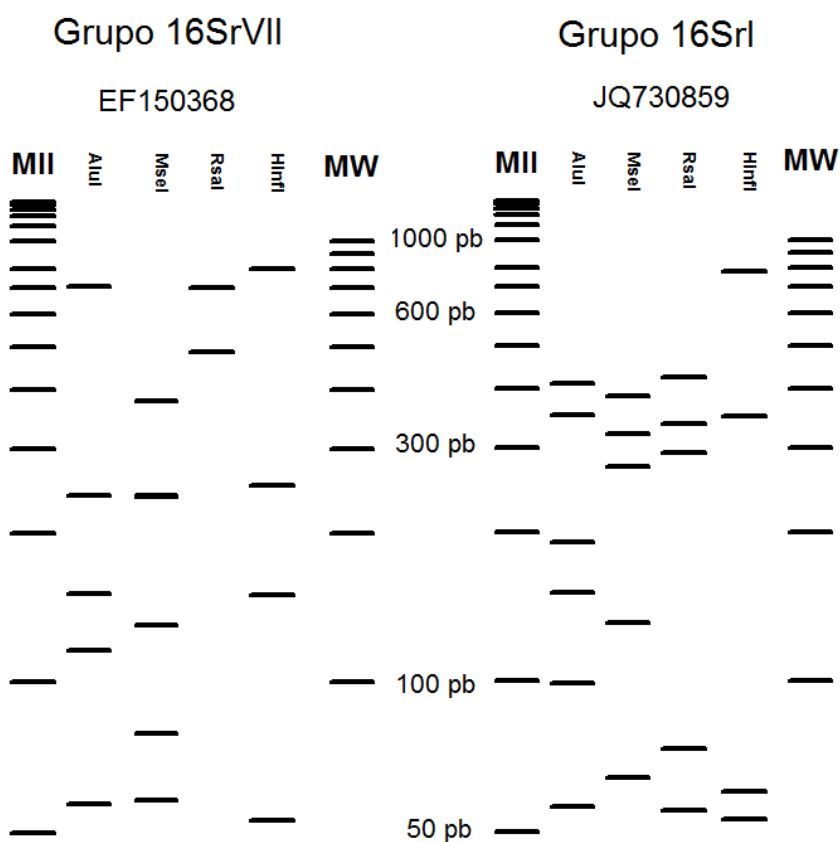 Grupo 16SrVII
Grupo 16SrI
EF150368
JQ730859
MII AluI MseI RsaI HinfI MW
MII AluI MseI RsaI HinfI MW
1000 pb
600 pb
300 pb
100 pb
50 pb